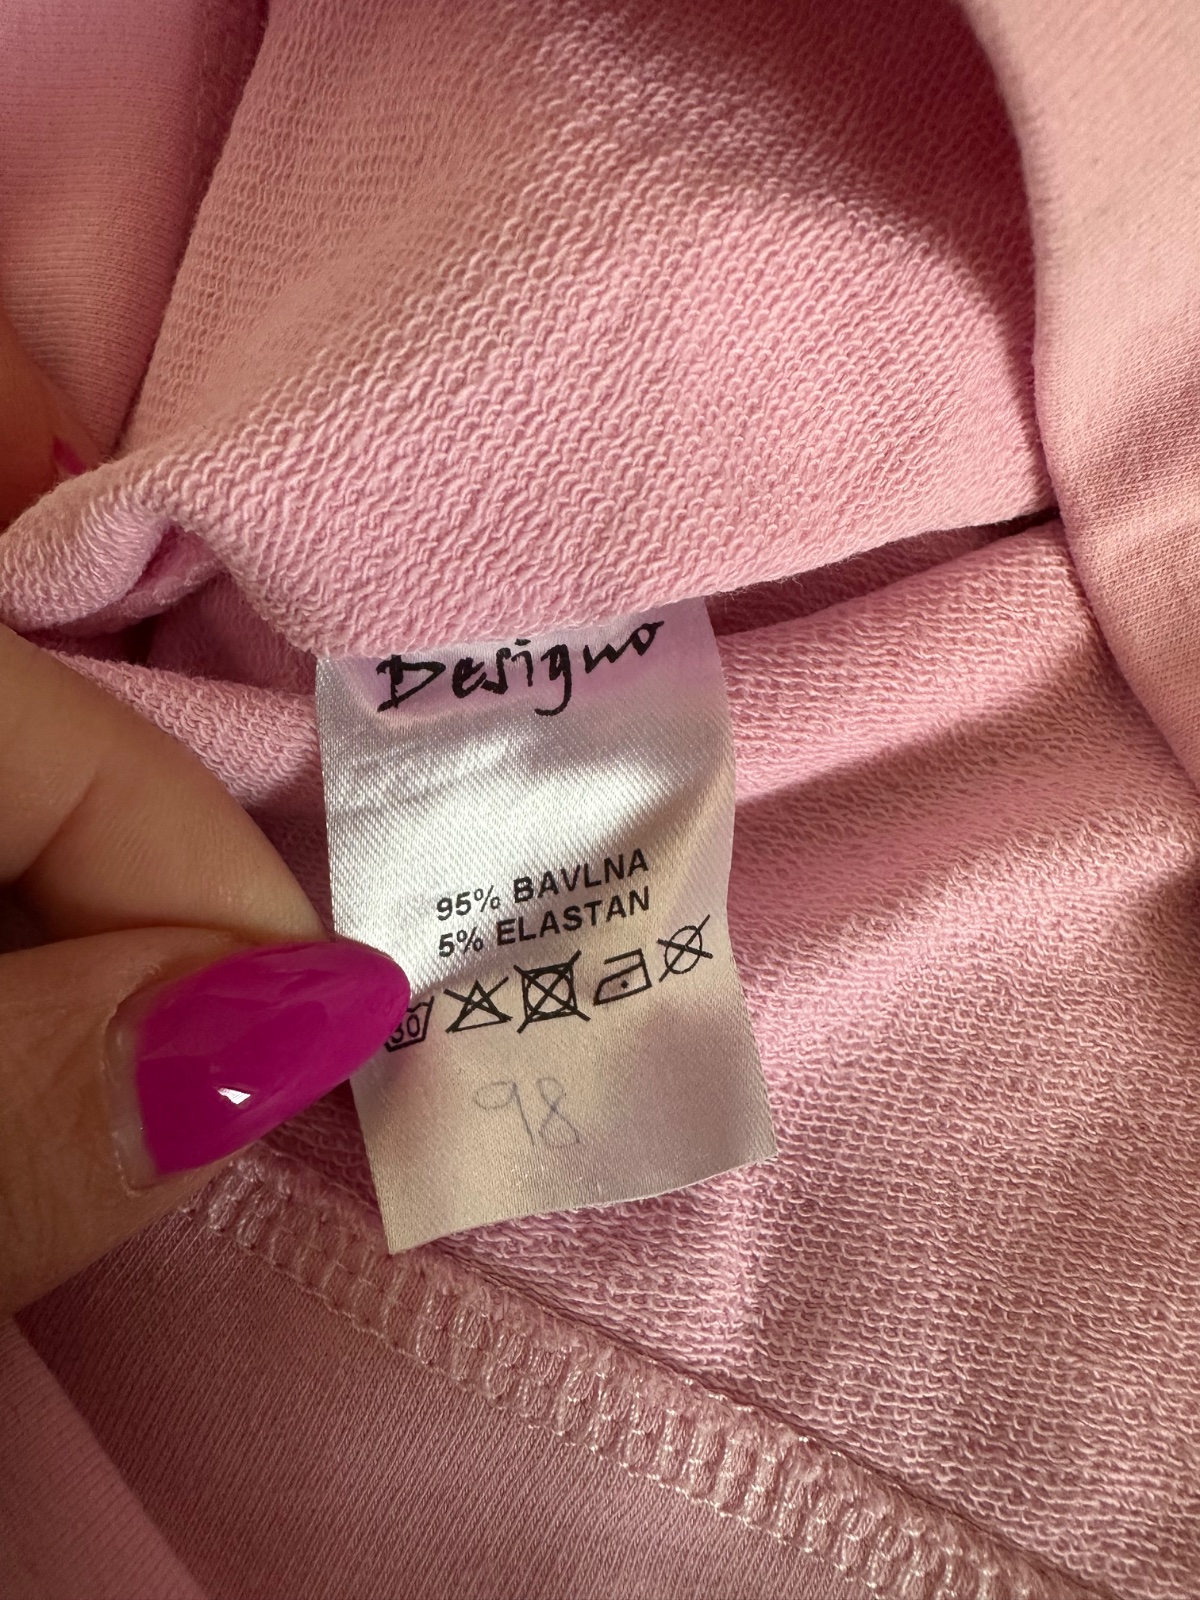 Designo
95% BAVLNA
5% ELASTAN
30
98